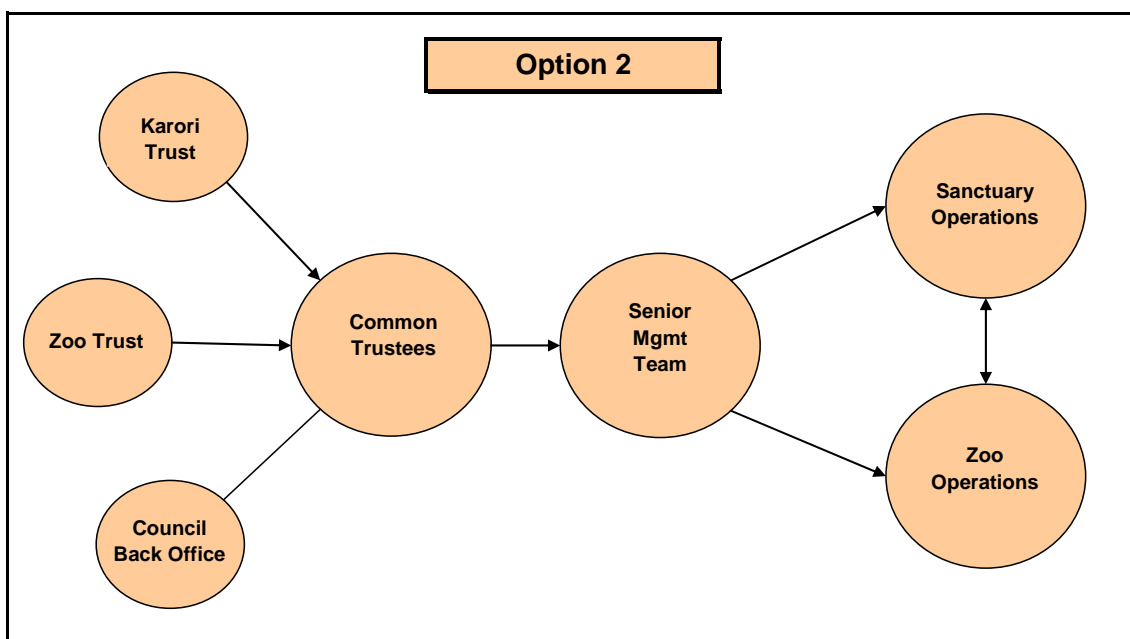 Option 2
Karori
Trust
Zoo Trust
Council
Back Office
Common
Trustees
Senior
Mgmt
Team
Sanctuary
Operations
Zoo
Operations